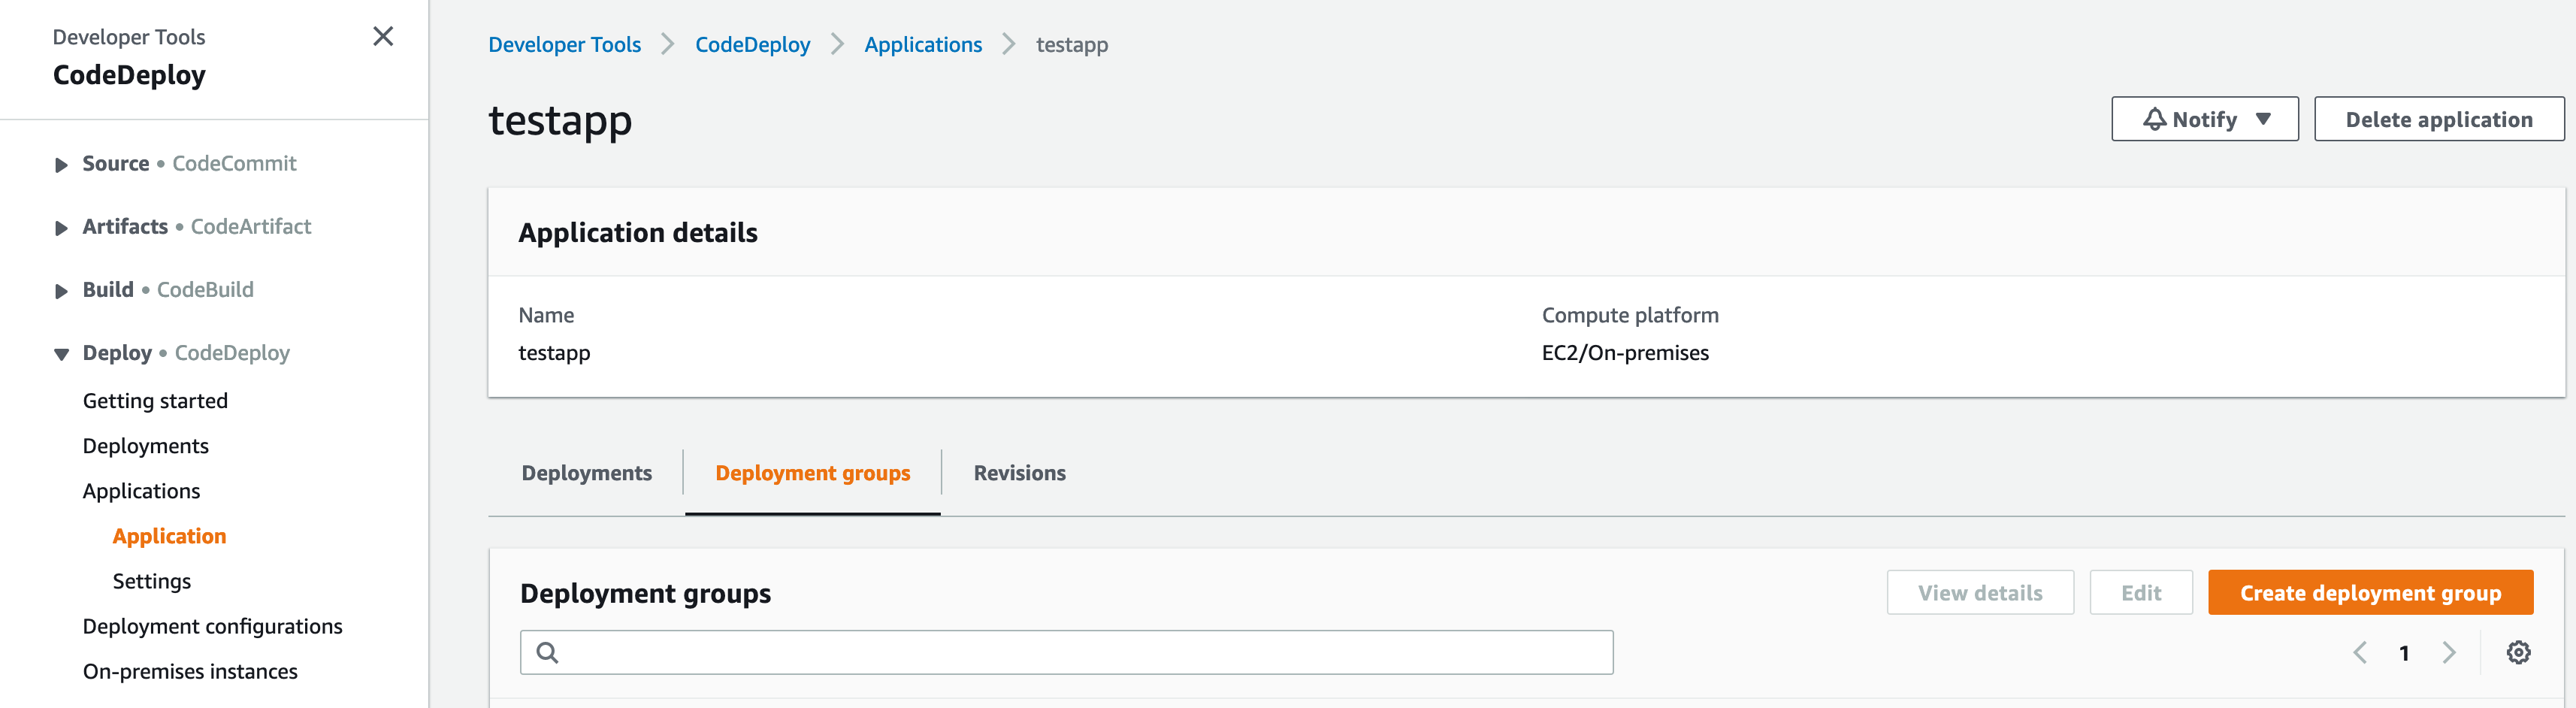 Developer Tools
CodeDeploy
Source • CodeCommit
Artifacts • CodeArtifact
Build • CodeBuild
Deploy • CodeDeploy
Getting started
Deployments
Applications
Application
Settings
Deployment configurations
On-premises instances
Developer Tools > CodeDeploy > Applications > testapp
testapp
Notify
Delete application
Application details
Name
testapp
Compute platform
EC2/On-premises
Deployments
Deployment groups
Revisions
Deployment groups
View details
Edit
Create deployment group
1